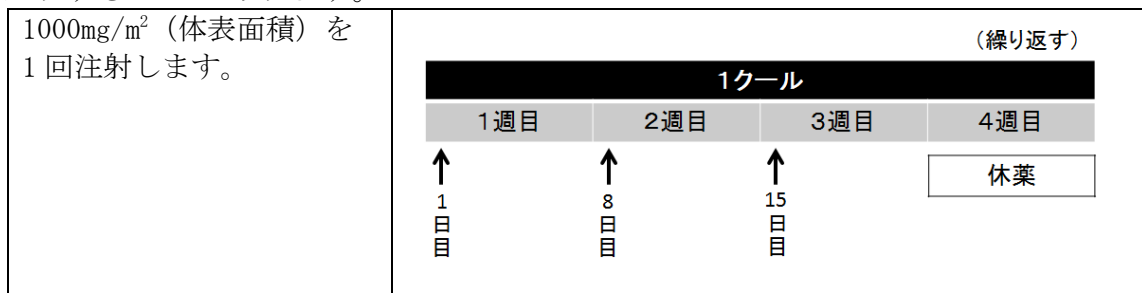 1000mg/m²（体表面積）を
1回注射します。
（繰り返す）
1クール
1週目 2週目 3週目 4週目
休薬
1日目 8日目 15日目